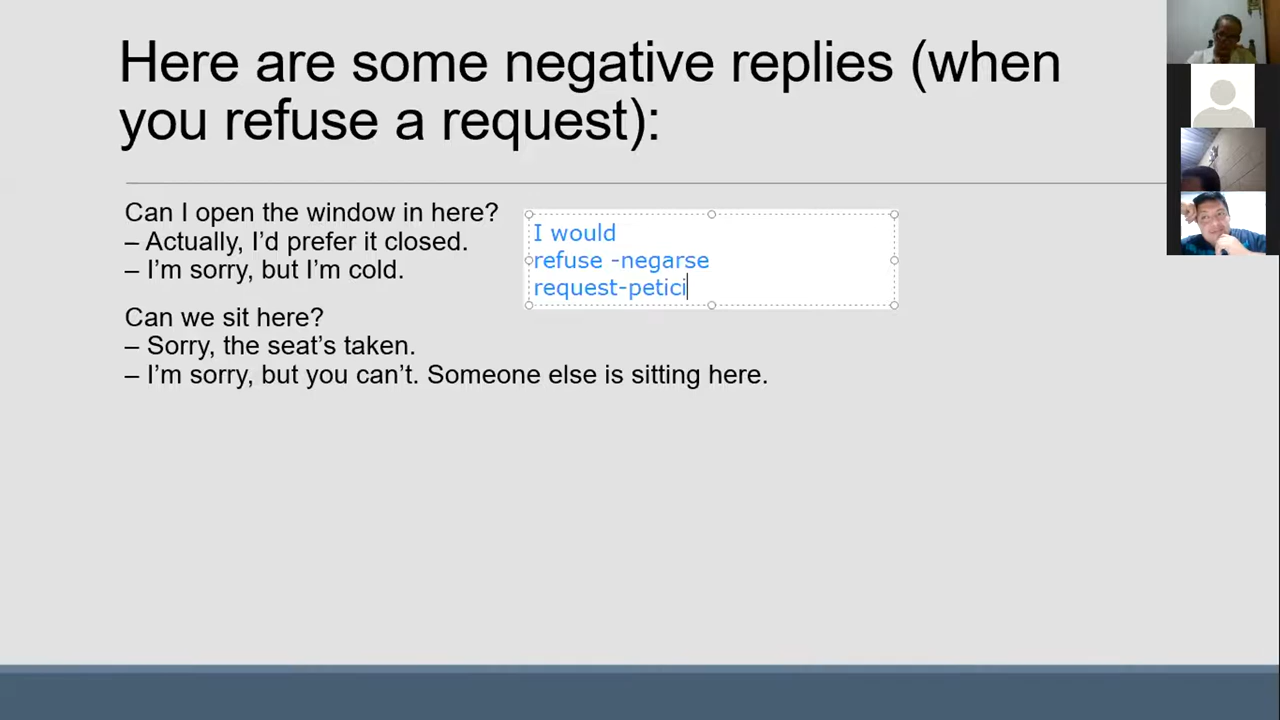 Here are some negative replies (when
you refuse a request):
Can I open the window in here?
– Actually, I’d prefer it closed.
– I’m sorry, but I’m cold.
I would
refuse -negarse
request-petici
Can we sit here?
– Sorry, the seat’s taken.
– I’m sorry, but you can’t. Someone else is sitting here.